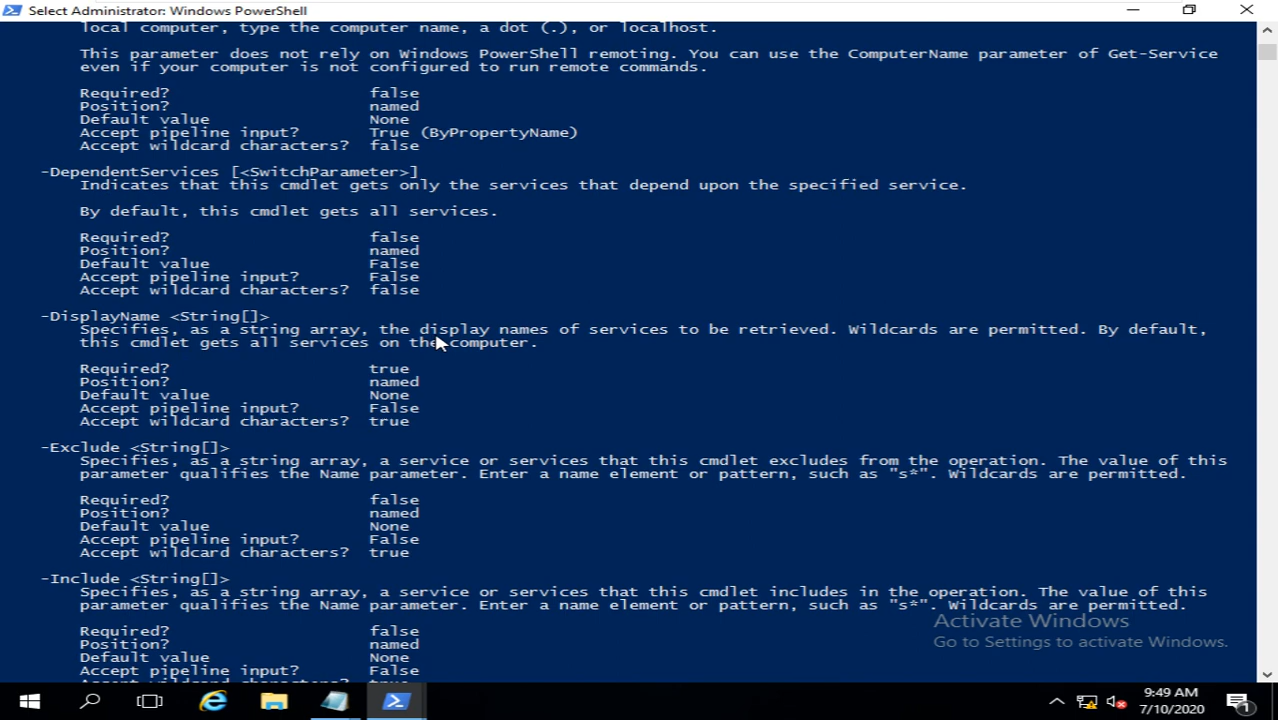 Select Administrator: Windows PowerShell
local computer, type the computer name, a dot (.), or localhost.
This parameter does not rely on Windows PowerShell remoting. You can use the ComputerName parameter of Get-Service
even if your computer is not configured to run remote commands.
Required? false
Position? named
Default value None
Accept pipeline input? True (ByPropertyName)
Accept wildcard characters? false
-DependentServices [<SwitchParameter>]
Indicates that this cmdlet gets only the services that depend upon the specified service.
By default, this cmdlet gets all services.
Required? false
Position? named
Default value False
Accept pipeline input? False
Accept wildcard characters? false
-DisplayName <String[]>
Specifies, as a string array, the display names of services to be retrieved. Wildcards are permitted. By default,
this cmdlet gets all services on the computer.
Required? true
Position? named
Default value None
Accept pipeline input? False
Accept wildcard characters? true
-Exclude <String[]>
Specifies, as a string array, a service or services that this cmdlet excludes from the operation. The value of this
parameter qualifies the Name parameter. Enter a name element or pattern, such as "s*". Wildcards are permitted.
Required? false
Position? named
Default value None
Accept pipeline input? False
Accept wildcard characters? true
-Include <String[]>
Specifies, as a string array, a service or services that this cmdlet includes in the operation. The value of this
parameter qualifies the Name parameter. Enter a name element or pattern, such as "s*". Wildcards are permitted.
Required? false
Position? named
Default value None
Accept pipeline input? False
Accept wildcard characters? true
Activate Windows
Go to Settings to activate Windows.
9:49 AM
7/10/2020
1